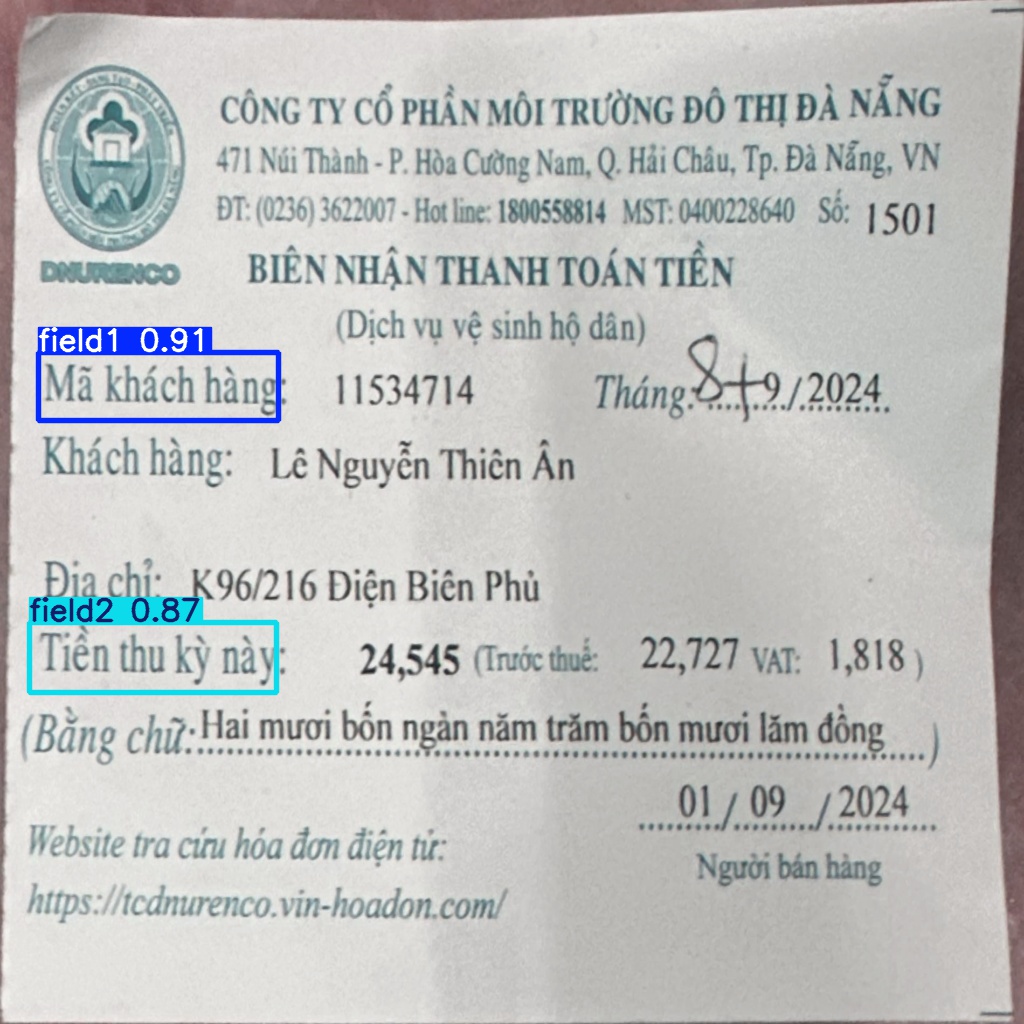 CÔNG TY CỔ PHẦN MÔI TRƯỜNG ĐÔ THỊ ĐÀ NẴNG
471 Núi Thành - P. Hòa Cường Nam, Q. Hải Châu, Tp. Đà Nẵng, VN
ĐT: (0236) 3622007 - Hot line: 1800558814 MST: 0400228640 Số: 1501
DNURENCO
BIÊN NHẬN THANH TOÁN TIỀN
(Dịch vụ vệ sinh hộ dân)
field1 0.91
Mã khách hàng: 11534714 Tháng 8+9/2024
Khách hàng: Lê Nguyễn Thiên Ân
Địa chỉ: K96/216 Điện Biên Phủ
field2 0.87
Tiền thu kỳ này: 24,545 (Trước thuế: 22,727 VAT: 1,818 )
(Bằng chữ: Hai mươi bốn ngàn năm trăm bốn mươi lăm đồng )
01 / 09 / 2024
Người bán hàng
Website tra cứu hóa đơn điện tử:
https://tcdnurenco.vin-hoadon.com/